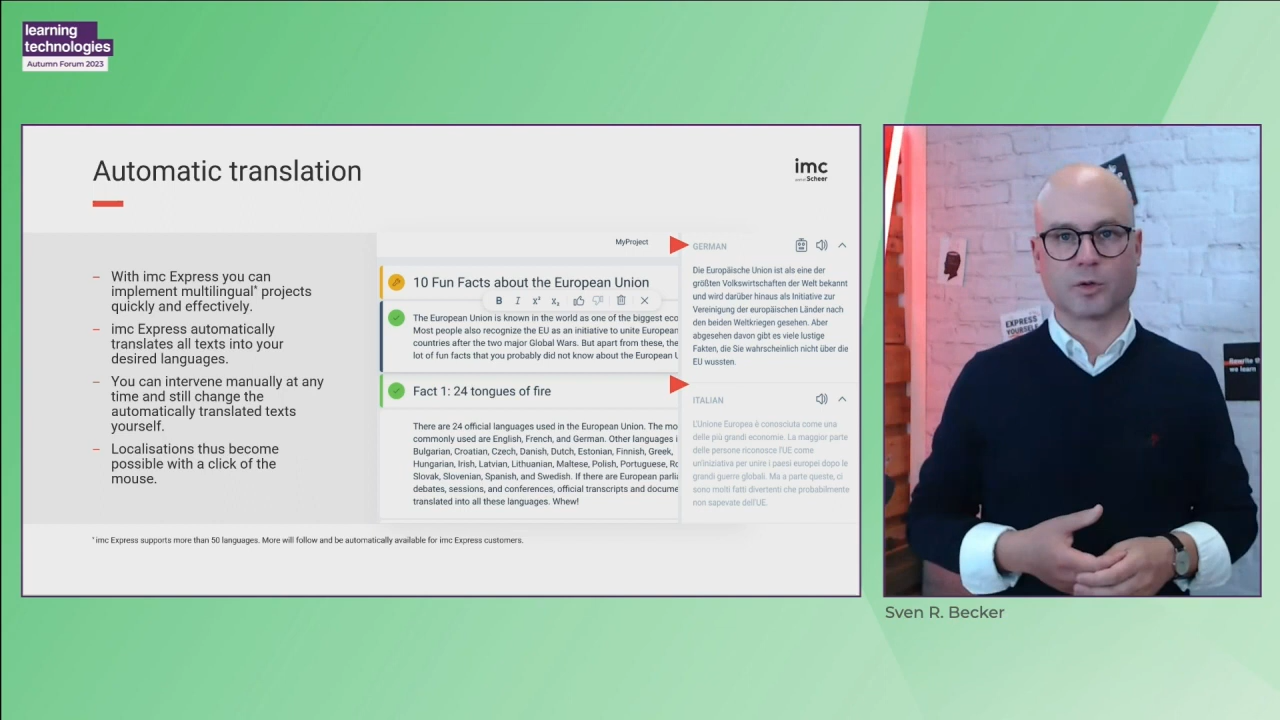 learning
technologies
Autumn Forum 2023
Automatic translation
imc
Scheer
– With imc Express you can
implement multilingual* projects
quickly and effectively.
– imc Express automatically
translates all texts into your
desired languages.
– You can intervene manually at any
time and still change the
automatically translated texts
yourself.
– Localisations thus become
possible with a click of the
mouse.
MyProject
10 Fun Facts about the European Union
B I x² x₂
The European Union is known in the world as one of the biggest eco
Most people also recognize the EU as an initiative to unite European
countries after the two major Global Wars. But apart from these, the
lot of fun facts that you probably did not know about the European U
Fact 1: 24 tongues of fire
There are 24 official languages used in the European Union. The mo
commonly used are English, French, and German. Other languages i
Bulgarian, Croatian, Czech, Danish, Dutch, Estonian, Finnish, Greek,
Hungarian, Irish, Latvian, Lithuanian, Maltese, Polish, Portuguese, Ro
Slovak, Slovenian, Spanish, and Swedish. If there are European parlia
debates, sessions, and conferences, official transcripts and docume
translated into all these languages. Whew!
GERMAN
Die Europäische Union ist als eine der
größten Volkswirtschaften der Welt bekannt
und wird darüber hinaus als Initiative zur
Vereinigung der europäischen Länder nach
den beiden Weltkriegen gesehen. Aber
abgesehen davon gibt es viele lustige
Fakten, die Sie wahrscheinlich nicht über die
EU wussten.
ITALIAN
L'Unione Europea è conosciuta come una
delle più grandi economie. La maggior parte
delle persone riconosce l'UE come
un'iniziativa per unire i paesi europei dopo le
grandi guerre globali. Ma a parte queste, ci
sono molti fatti divertenti che probabilmente
non sapevate dell'UE.
* imc Express supports more than 50 languages. More will follow and be automatically available for imc Express customers.
EXPRESS
YOURSELF
Rewrite
we learn
Sven R. Becker